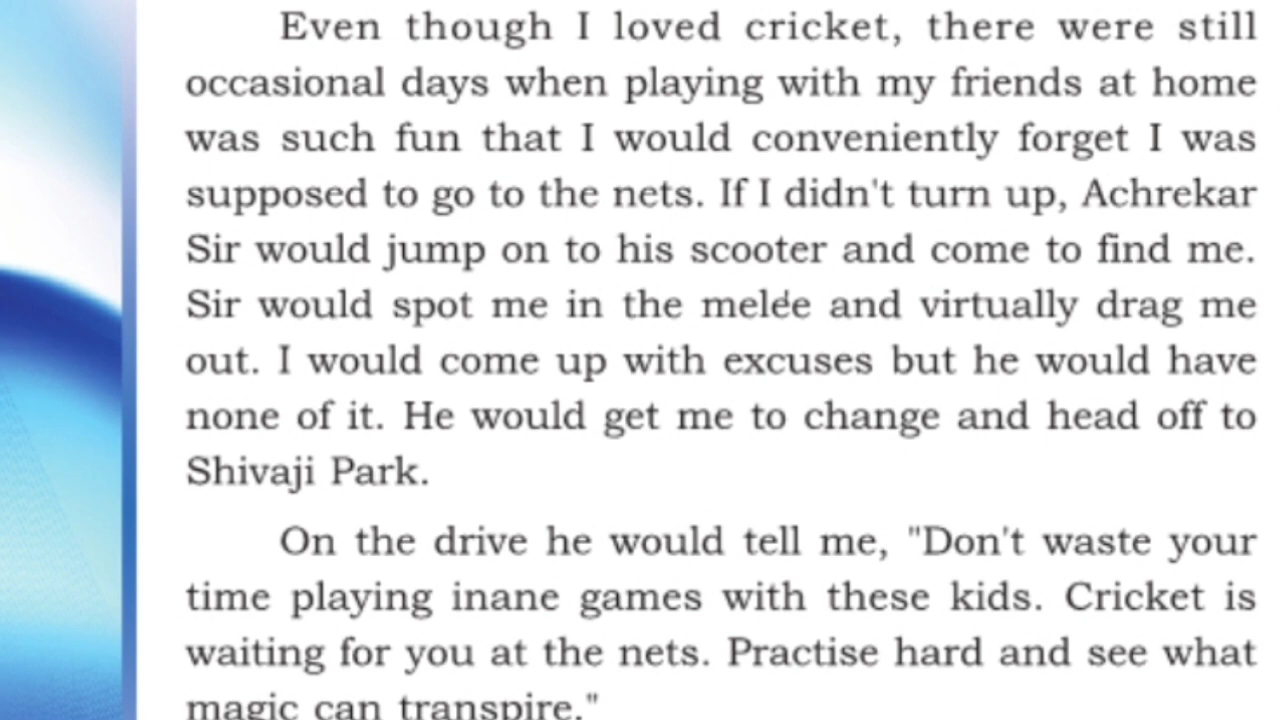 Even though I loved cricket, there were still
occasional days when playing with my friends at home
was such fun that I would conveniently forget I was
supposed to go to the nets. If I didn't turn up, Achrekar
Sir would jump on to his scooter and come to find me.
Sir would spot me in the melée and virtually drag me
out. I would come up with excuses but he would have
none of it. He would get me to change and head off to
Shivaji Park.
On the drive he would tell me, "Don't waste your
time playing inane games with these kids. Cricket is
waiting for you at the nets. Practise hard and see what
magic can transpire."